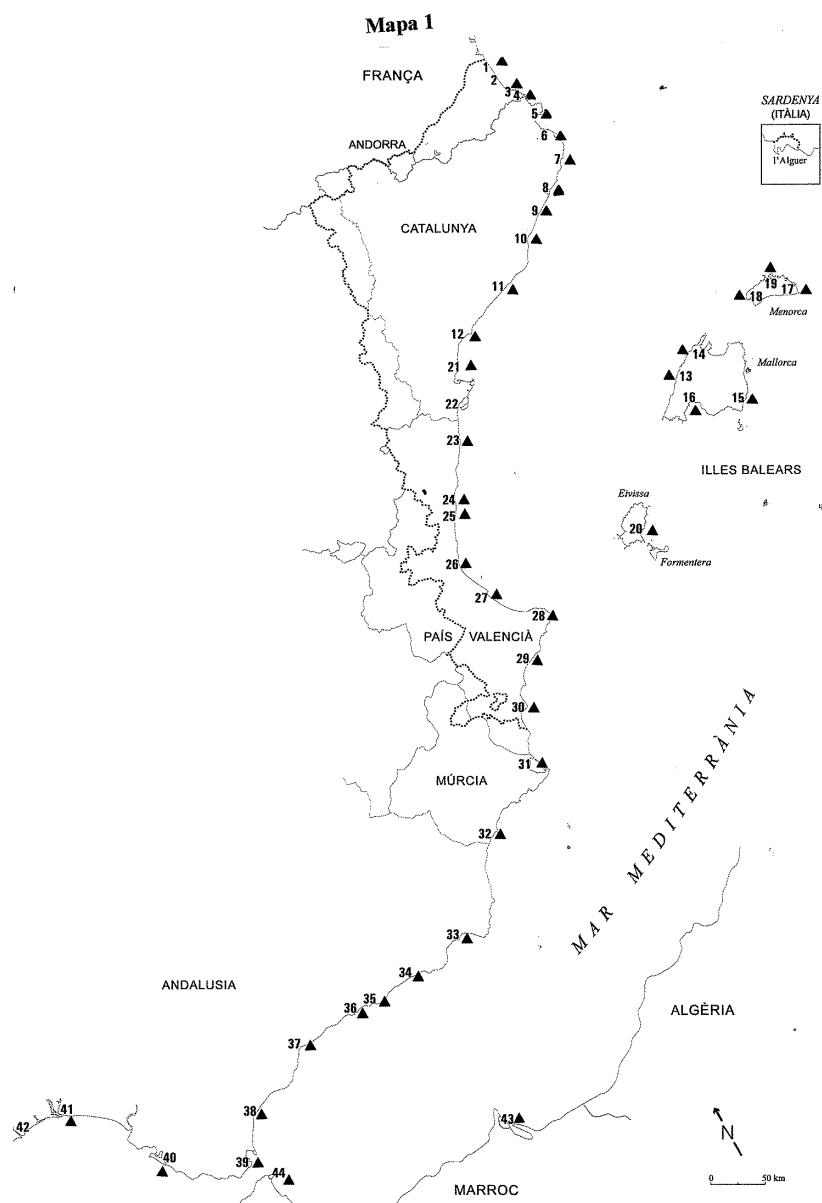 Mapa 1
1
FRANÇA
2
3
4
SARDENYA
(ITÀLIA)
5
6
ANDORRA
7
l'Alguer
8
9
CATALUNYA
10
11
19
17
18
Menorca
12
14
21
Mallorca
13
22
15
16
23
ILLES BALEARS
24
Eivissa
25
20
26
Formentera
27
28
PAÍS VALENCIÀ
29
30
MAR MEDITERRÀNIA
31
MÚRCIA
32
33
34
ANDALUSIA
35
36
ALGÈRIA
37
41
38
43
42
N
40
39
44
0 50 km
MARROC